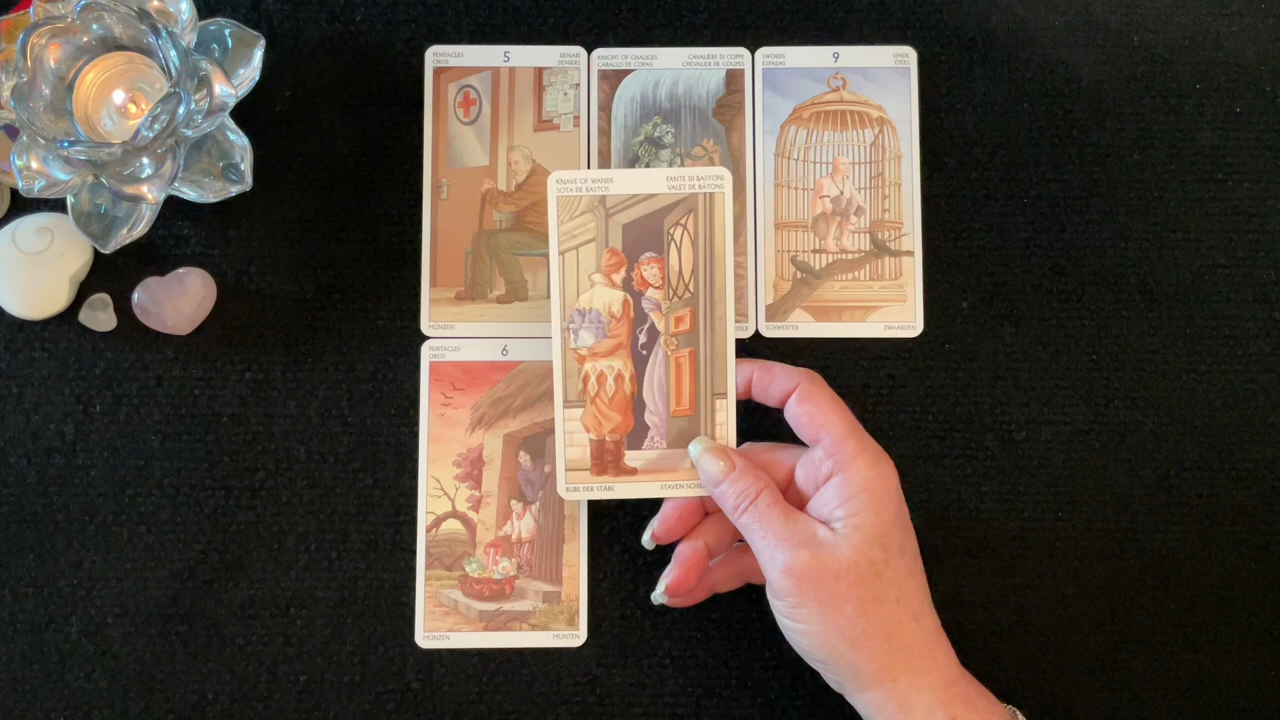 PENTACLES
OROS
5
DENARI
DENIERS
MÜNZEN
KNIGHT OF CHALICES
CABALLO DE COPAS
CAVALIERE DI COPPE
CHEVALIER DE COUPES
SWORDS
ESPADAS
9
SPADE
ÉPÉES
SCHWERTER
ZWAARDEN
KNAVE OF WANDS
SOTA DE BASTOS
FANTE DI BASTONI
VALET DE BÂTONS
BUBE DER STÄBE
STAVEN
PENTACLES
OROS
6
MÜNZEN
MUNTEN